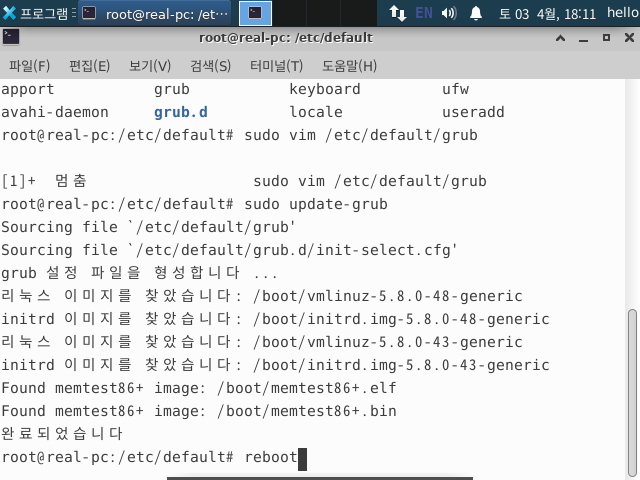 프로그램 root@real-pc: /et⋯ EN 토 03 4월, 18:11 hello
root@real-pc: /etc/default
파일(F) 편집(E) 보기(V) 검색(S) 터미널(T) 도움말(H)
apport grub keyboard ufw
avahi-daemon grub.d locale useradd
root@real-pc:/etc/default# sudo vim /etc/default/grub
[1]+ 멈춤 sudo vim /etc/default/grub
root@real-pc:/etc/default# sudo update-grub
Sourcing file `/etc/default/grub'
Sourcing file `/etc/default/grub.d/init-select.cfg'
grub 설정 파일을 형성합니다 ...
리눅스 이미지를 찾았습니다: /boot/vmlinuz-5.8.0-48-generic
initrd 이미지를 찾았습니다: /boot/initrd.img-5.8.0-48-generic
리눅스 이미지를 찾았습니다: /boot/vmlinuz-5.8.0-43-generic
initrd 이미지를 찾았습니다: /boot/initrd.img-5.8.0-43-generic
Found memtest86+ image: /boot/memtest86+.elf
Found memtest86+ image: /boot/memtest86+.bin
완료되었습니다
root@real-pc:/etc/default# reboot